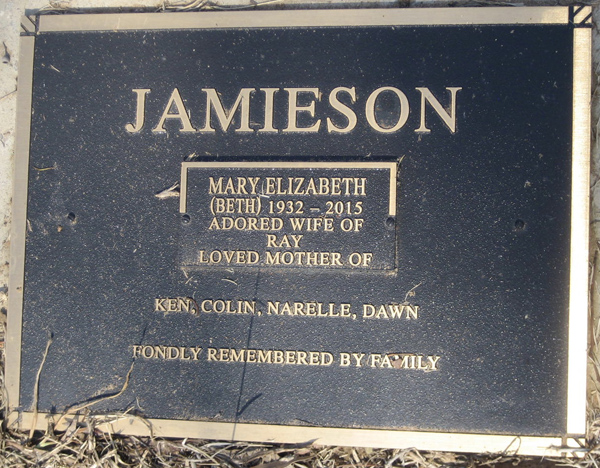 JAMIESON
MARY ELIZABETH
(BETH) 1932 – 2015
ADORED WIFE OF
RAY
LOVED MOTHER OF
KEN, COLIN, NARELLE, DAWN
FONDLY REMEMBERED BY FAMILY